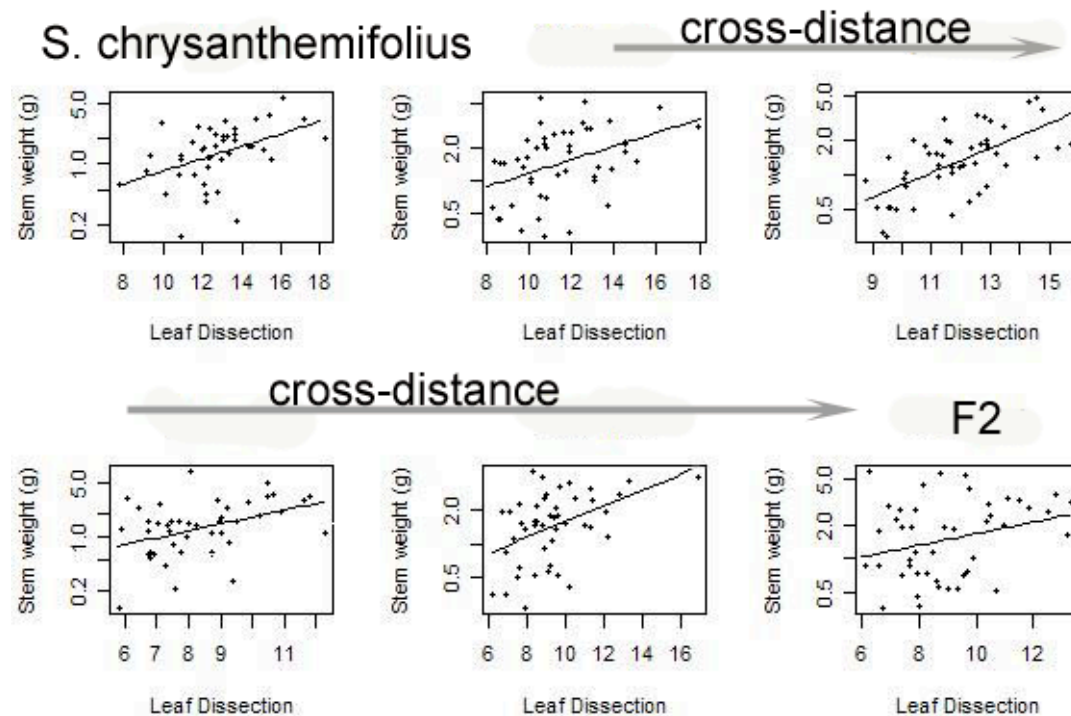 S. chrysanthemifolius
cross-distance
Stem weight (g)
0.2 1.0 5.0
8 10 12 14 16 18
Leaf Dissection
Stem weight (g)
0.5 2.0
8 10 12 14 16 18
Leaf Dissection
Stem weight (g)
0.5 2.0 5.0
9 11 13 15
Leaf Dissection
cross-distance
F2
Stem weight (g)
0.2 1.0 5.0
6 7 8 9 11
Leaf Dissection
Stem weight (g)
0.5 2.0
6 8 10 12 14 16
Leaf Dissection
Stem weight (g)
0.5 2.0 5.0
6 8 10 12
Leaf Dissection